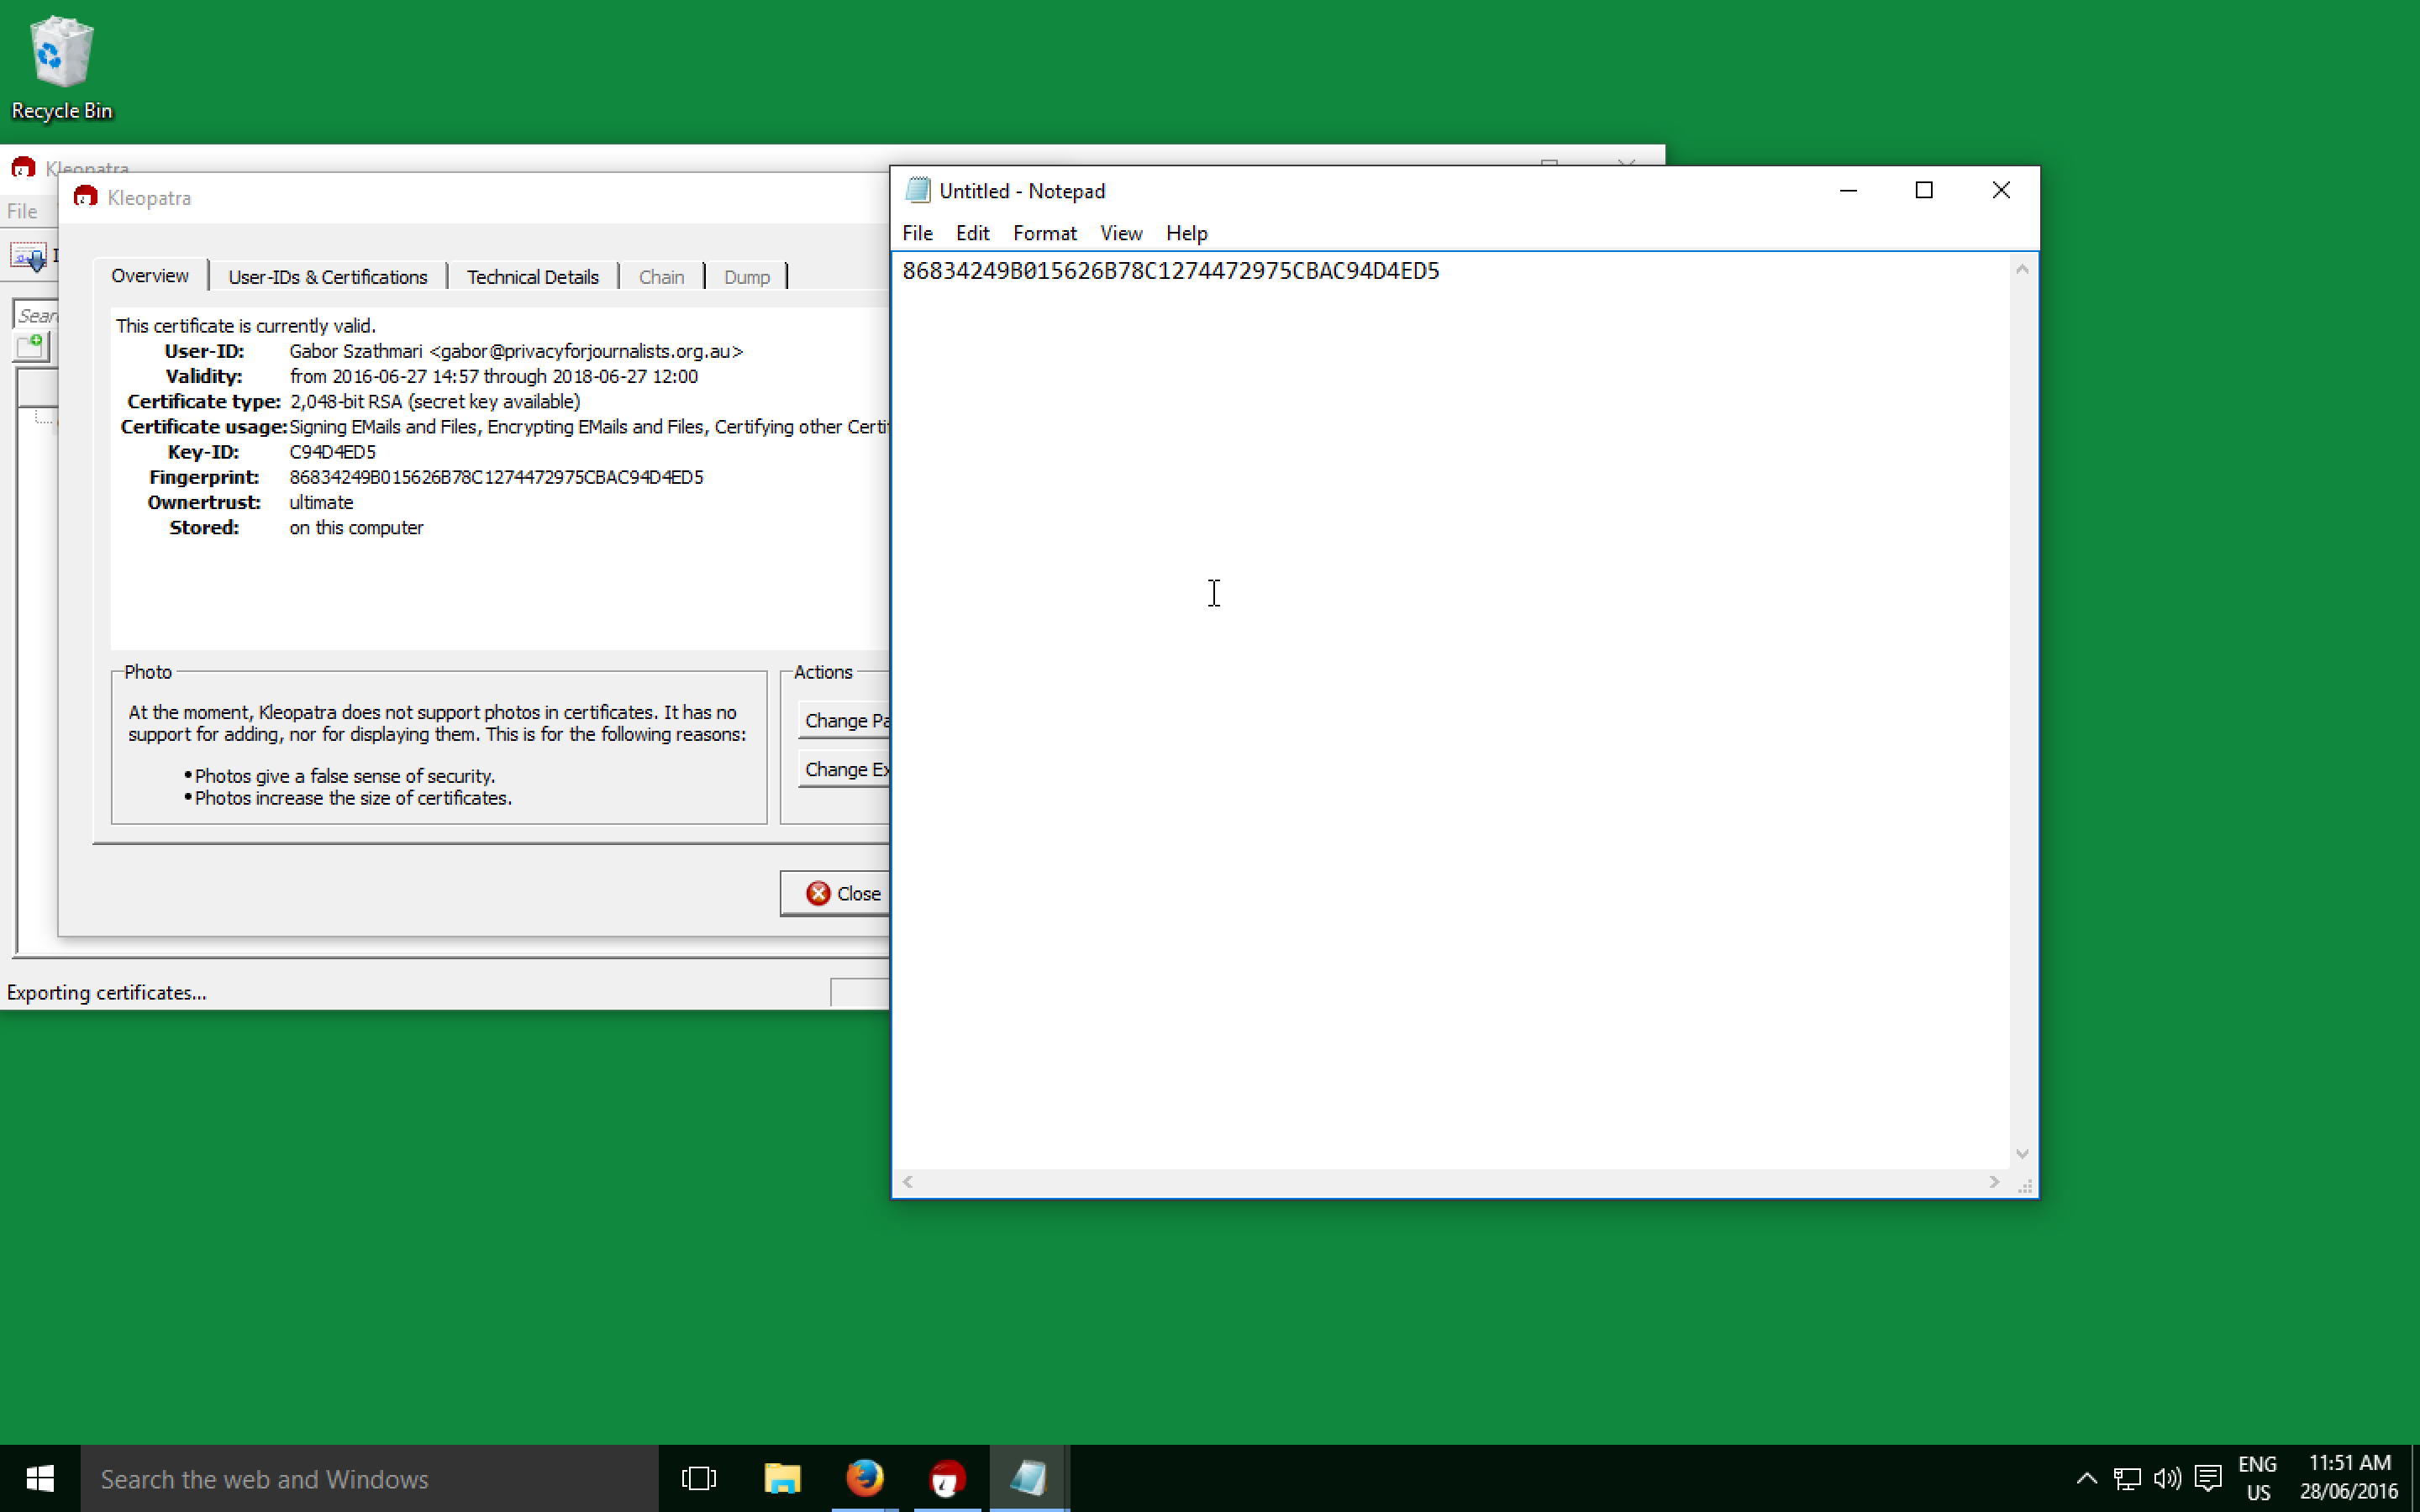 Recycle Bin
Kleopatra
File
Kleopatra
Overview
User-IDs & Certifications
Technical Details
Chain
Dump
This certificate is currently valid.
User-ID: Gabor Szathmari <gabor@privacyforjournalists.org.au>
Validity: from 2016-06-27 14:57 through 2018-06-27 12:00
Certificate type: 2,048-bit RSA (secret key available)
Certificate usage: Signing EMails and Files, Encrypting EMails and Files, Certifying other Certi
Key-ID: C94D4ED5
Fingerprint: 86834249B015626B78C1274472975CBAC94D4ED5
Ownertrust: ultimate
Stored: on this computer
Photo
At the moment, Kleopatra does not support photos in certificates. It has no
support for adding, nor for displaying them. This is for the following reasons:
•Photos give a false sense of security.
•Photos increase the size of certificates.
Actions
Change Pa
Change Ex
Close
Exporting certificates...
Untitled - Notepad
File Edit Format View Help
86834249B015626B78C1274472975CBAC94D4ED5
Search the web and Windows
ENG
US
11:51 AM
28/06/2016